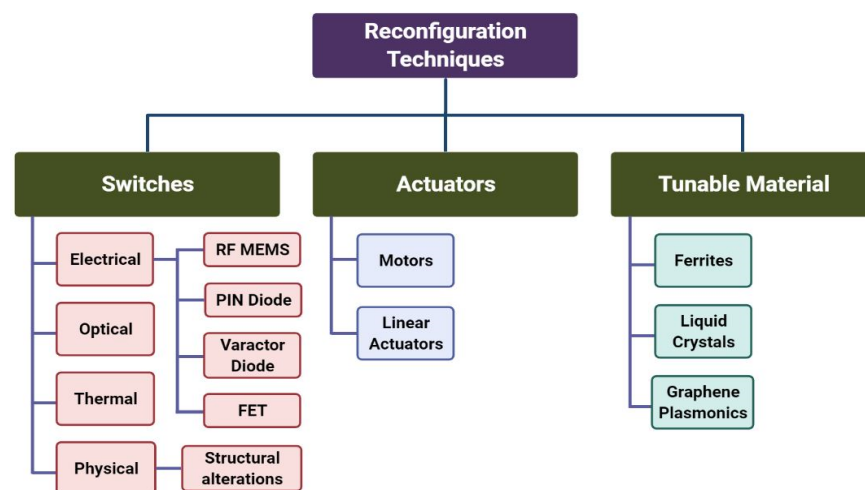 Reconfiguration
Techniques
Switches
Actuators
Tunable Material
Electrical
Optical
Thermal
Physical
RF MEMS
PIN Diode
Varactor
Diode
FET
Structural
alterations
Motors
Linear
Actuators
Ferrites
Liquid
Crystals
Graphene
Plasmonics